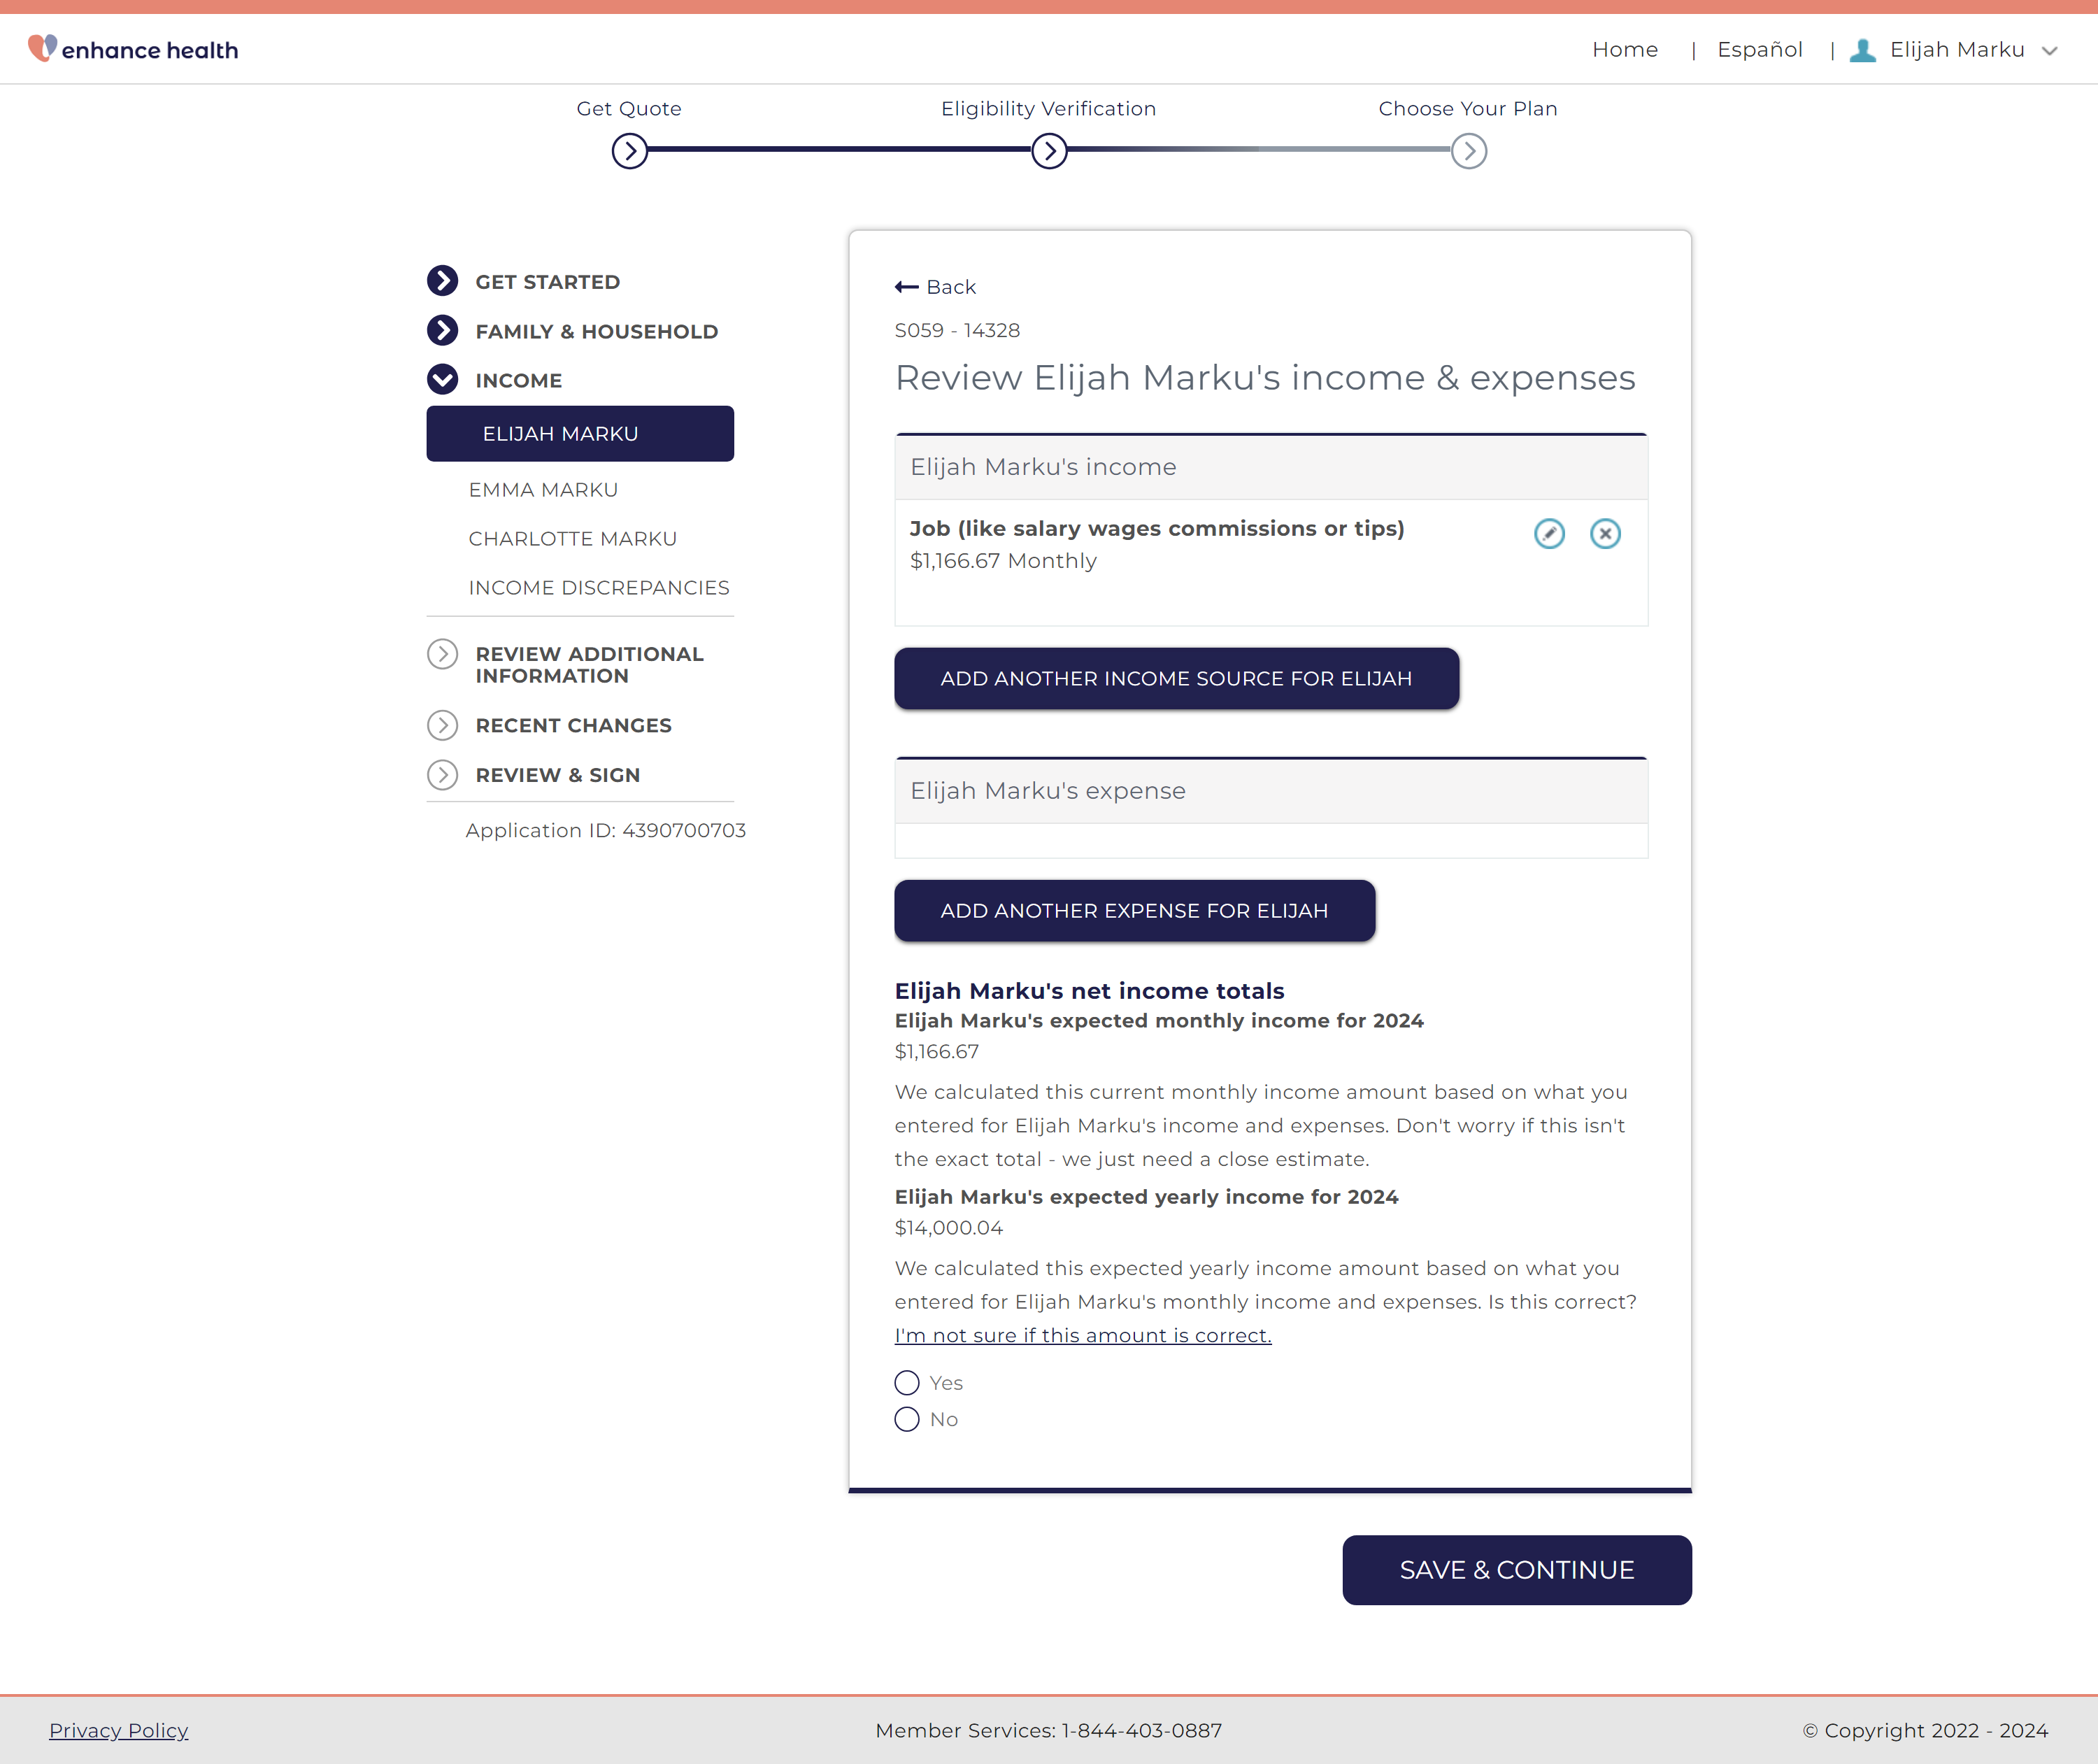 enhance health
Home | Español | Elijah Marku
Get Quote
Eligibility Verification
Choose Your Plan
GET STARTED
FAMILY & HOUSEHOLD
INCOME
ELIJAH MARKU
EMMA MARKU
CHARLOTTE MARKU
INCOME DISCREPANCIES
REVIEW ADDITIONAL
INFORMATION
RECENT CHANGES
REVIEW & SIGN
Application ID: 4390700703
Back
S059 - 14328
Review Elijah Marku's income & expenses
Elijah Marku's income
Job (like salary wages commissions or tips)
$1,166.67 Monthly
ADD ANOTHER INCOME SOURCE FOR ELIJAH
Elijah Marku's expense
ADD ANOTHER EXPENSE FOR ELIJAH
Elijah Marku's net income totals
Elijah Marku's expected monthly income for 2024
$1,166.67
We calculated this current monthly income amount based on what you
entered for Elijah Marku's income and expenses. Don't worry if this isn't
the exact total - we just need a close estimate.
Elijah Marku's expected yearly income for 2024
$14,000.04
We calculated this expected yearly income amount based on what you
entered for Elijah Marku's monthly income and expenses. Is this correct?
I'm not sure if this amount is correct.
Yes
No
SAVE & CONTINUE
Privacy Policy
Member Services: 1-844-403-0887
© Copyright 2022 - 2024